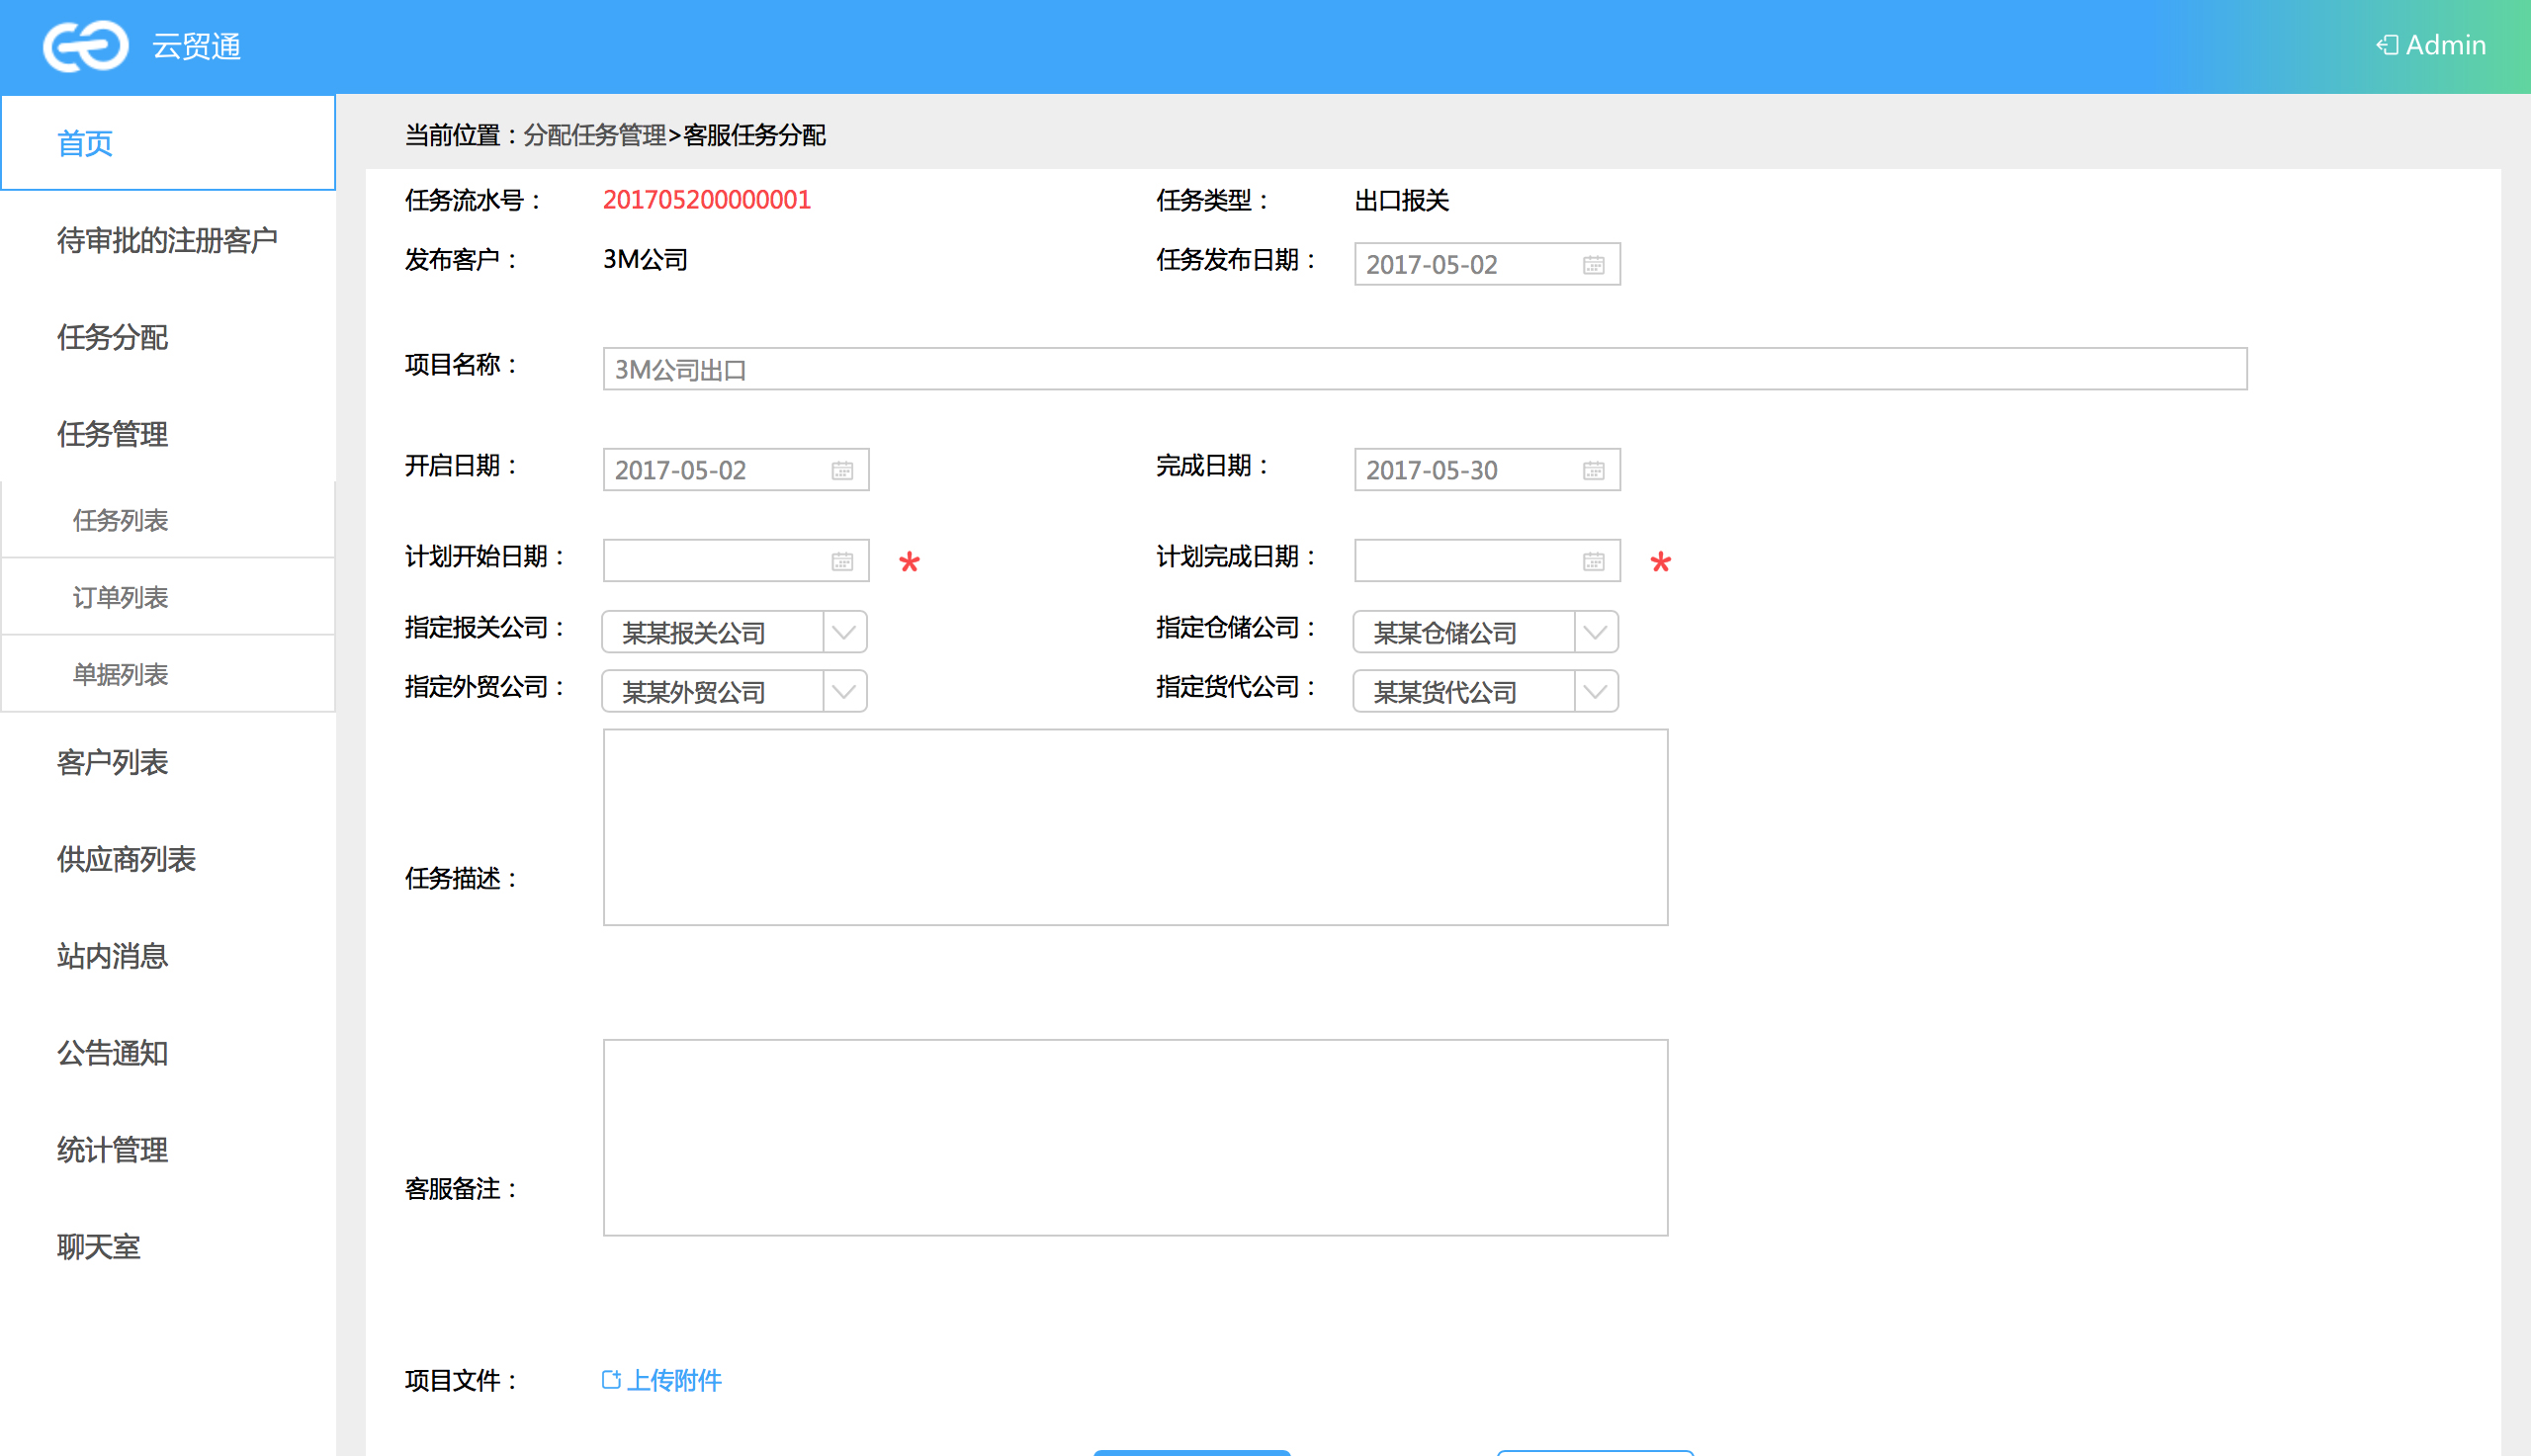 云贸通
Admin
首页
待审批的注册客户
任务分配
任务管理
任务列表
订单列表
单据列表
客户列表
供应商列表
站内消息
公告通知
统计管理
聊天室
当前位置：分配任务管理>客服任务分配
任务流水号： 201705200000001 任务类型： 出口报关
发布客户： 3M公司 任务发布日期： 2017-05-02
项目名称： 3M公司出口
开启日期： 2017-05-02 完成日期： 2017-05-30
计划开始日期： * 计划完成日期： *
指定报关公司： 某某报关公司 指定仓储公司： 某某仓储公司
指定外贸公司： 某某外贸公司 指定货代公司： 某某货代公司
任务描述：
客服备注：
项目文件： 上传附件